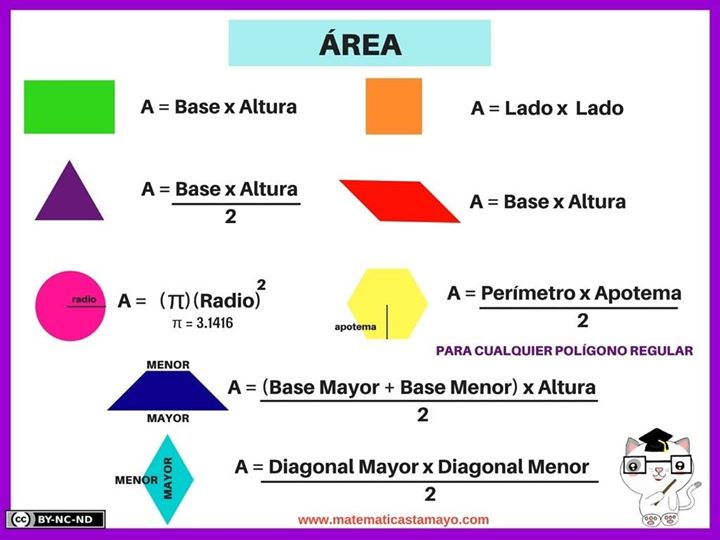 ÁREA
A = Base x Altura
A = Lado x Lado
A = Base x Altura
2
A = Base x Altura
radio
A = (π)(Radio)²
π = 3.1416
apotema
A = Perímetro x Apotema
2
PARA CUALQUIER POLÍGONO REGULAR
MENOR
MAYOR
A = (Base Mayor + Base Menor) x Altura
2
MENOR
MAYOR
A = Diagonal Mayor x Diagonal Menor
2
cc BY-NC-ND
www.matematicastamayo.com